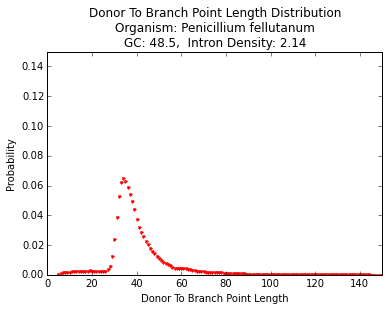 Donor To Branch Point Length Distribution
Organism: Penicillium fellutanum
GC: 48.5,  Intron Density: 2.14
0.14
0.12
0.10
0.08
0.06
0.04
0.02
0.00
Probability
0 20 40 60 80 100 120 140
Donor To Branch Point Length